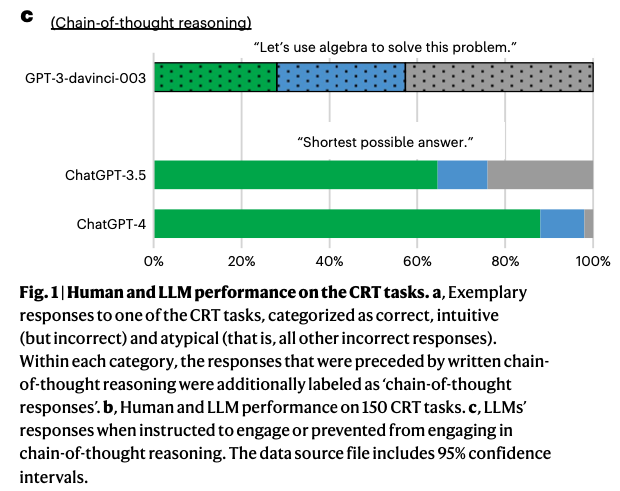 c (Chain-of-thought reasoning)
“Let’s use algebra to solve this problem.”
GPT-3-davinci-003
“Shortest possible answer.”
ChatGPT-3.5
ChatGPT-4
0% 20% 40% 60% 80% 100%
Fig. 1 | Human and LLM performance on the CRT tasks. a, Exemplary
responses to one of the CRT tasks, categorized as correct, intuitive
(but incorrect) and atypical (that is, all other incorrect responses).
Within each category, the responses that were preceded by written chain-
of-thought reasoning were additionally labeled as ‘chain-of-thought
responses’. b, Human and LLM performance on 150 CRT tasks. c, LLMs’
responses when instructed to engage or prevented from engaging in
chain-of-thought reasoning. The data source file includes 95% confidence
intervals.